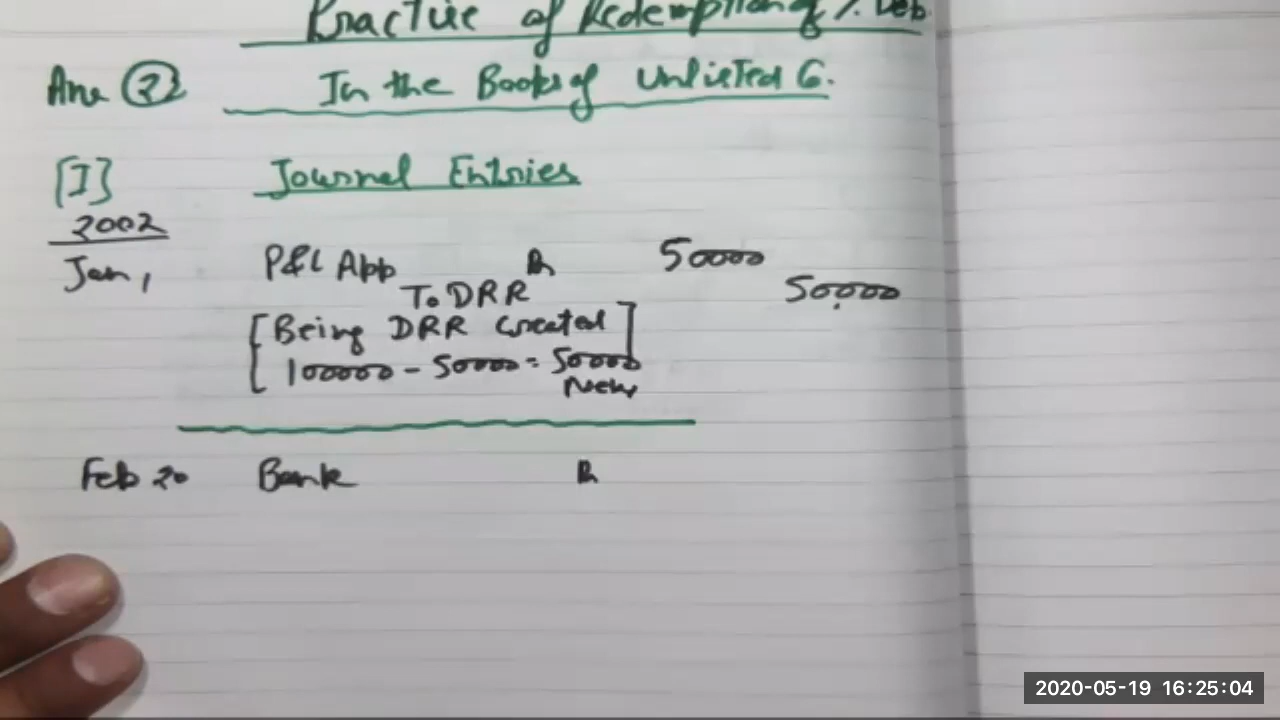 Practice of Redemption of % Deb.
Ans 22
In the Books of Unlisted Co.
[I] Journal Entries
2002
Jan 1 P&L App Dr 50000
To DRR 50000
[Being DRR created]
[100000 - 50000 = 50000
New
Feb 20 Bank Dr
2020-05-19 16:25:04